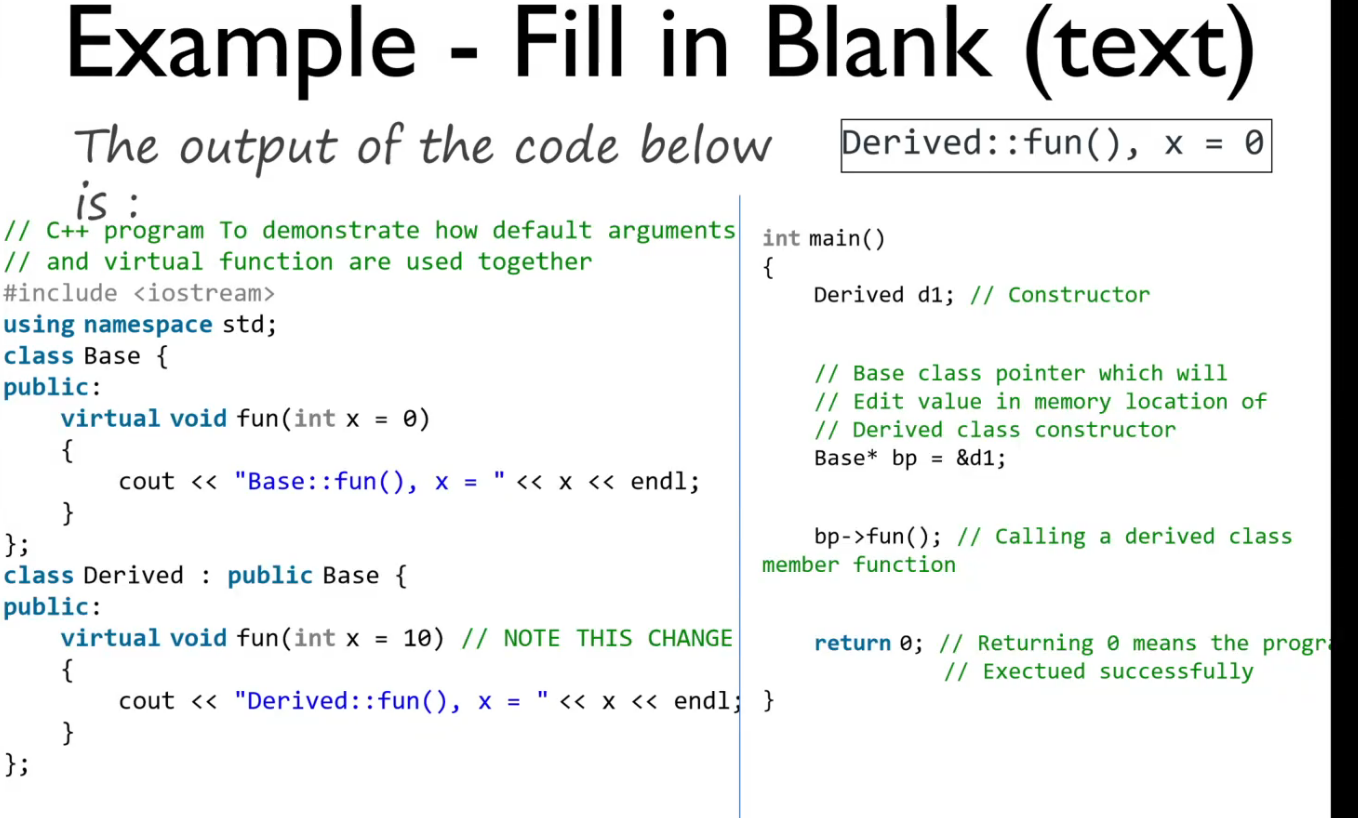 Example - Fill in Blank (text)
The output of the code below
is :
Derived::fun(), x = 0
// C++ program To demonstrate how default arguments
// and virtual function are used together
#include <iostream>
using namespace std;
class Base {
public:
    virtual void fun(int x = 0)
    {
        cout << "Base::fun(), x = " << x << endl;
    }
};
class Derived : public Base {
public:
    virtual void fun(int x = 10) // NOTE THIS CHANGE
    {
        cout << "Derived::fun(), x = " << x << endl;
    }
};
int main()
{
    Derived d1; // Constructor
    // Base class pointer which will
    // Edit value in memory location of
    // Derived class constructor
    Base* bp = &d1;
    bp->fun(); // Calling a derived class
member function
    return 0; // Returning 0 means the
    // Exectued successfully
}